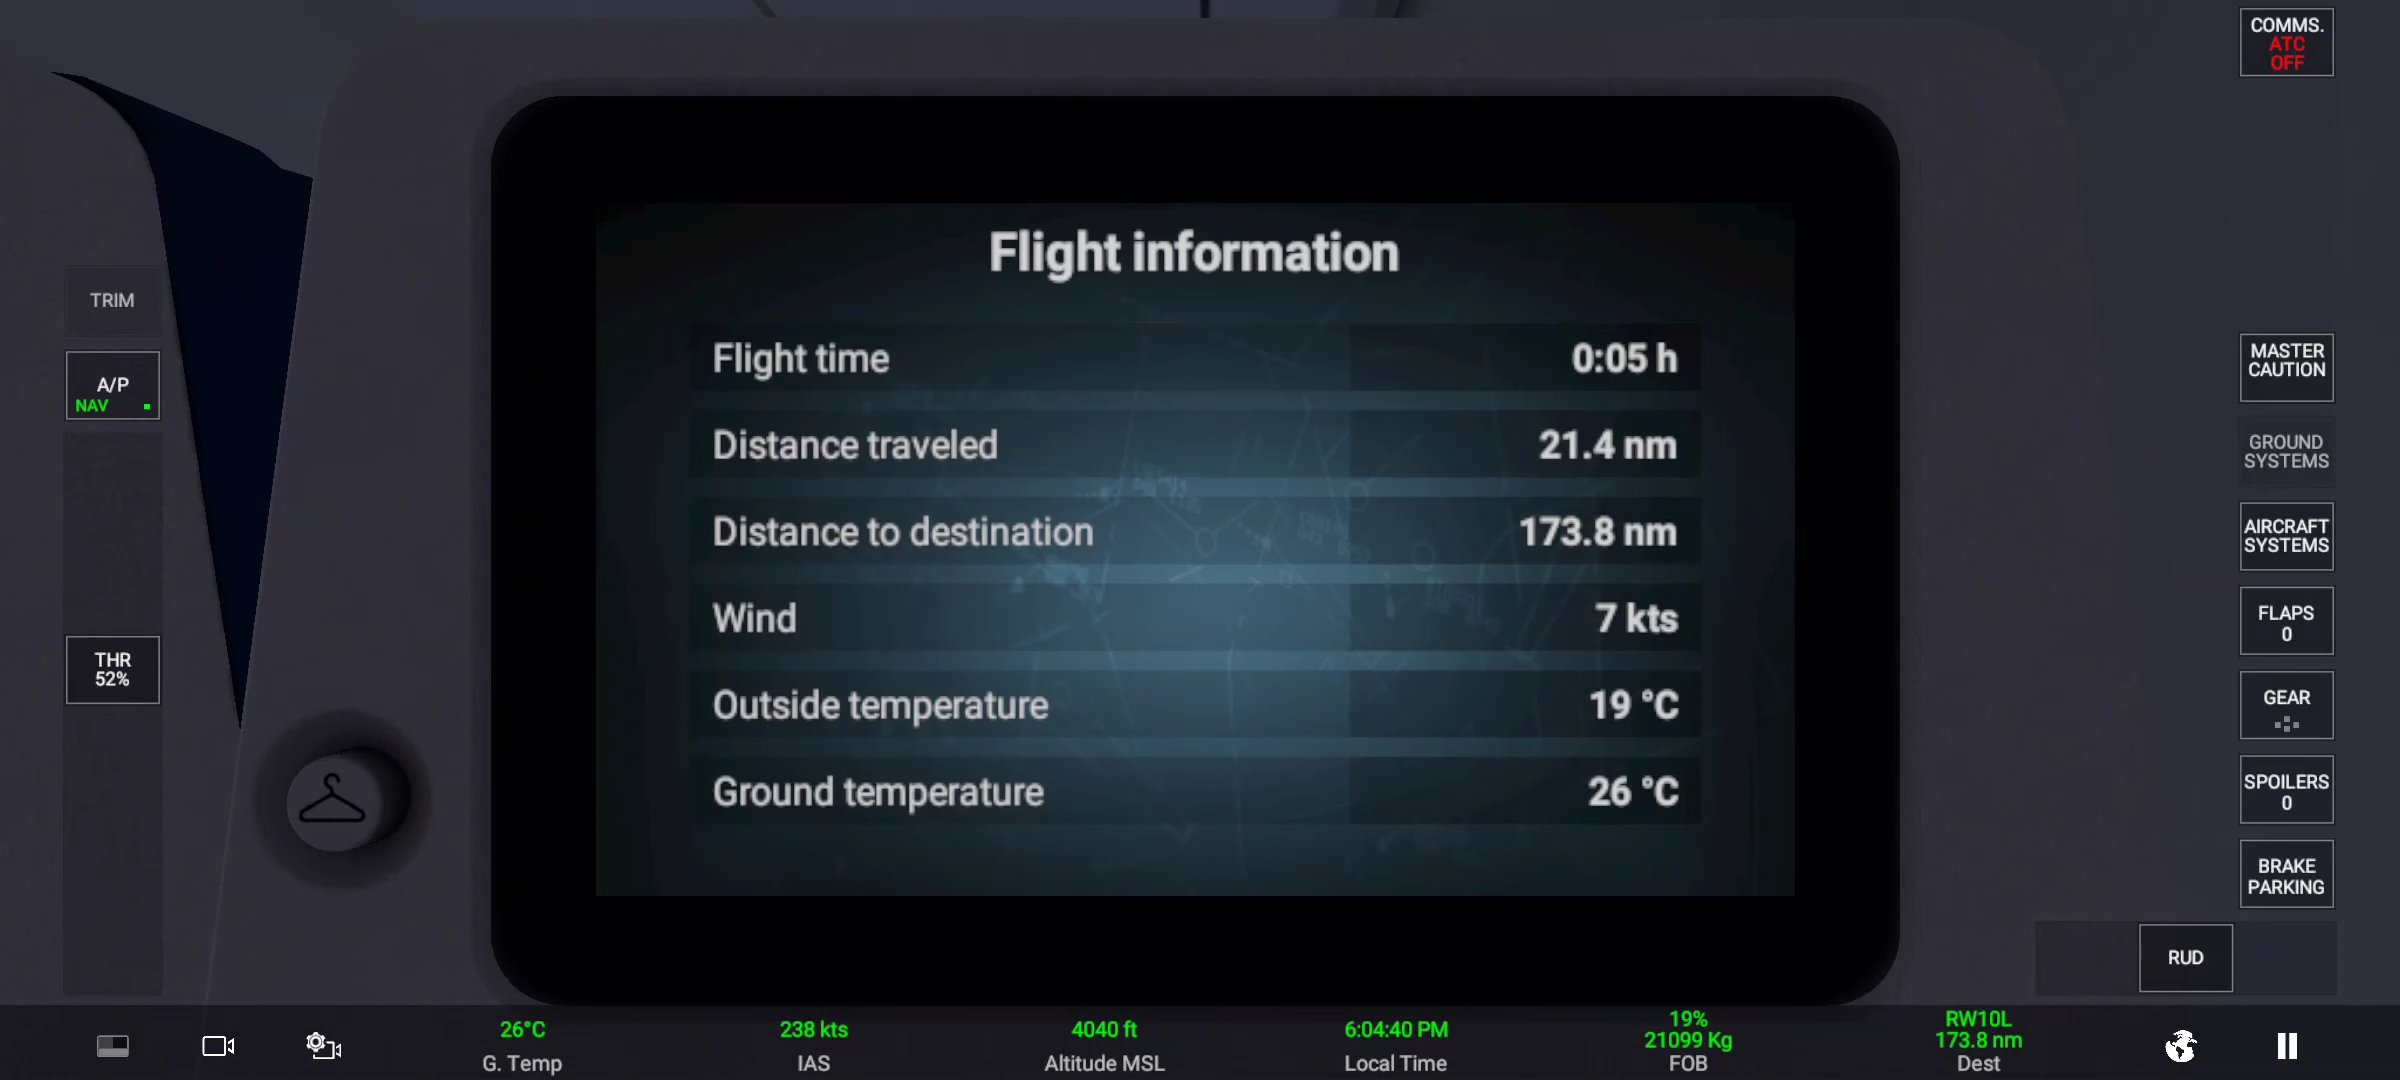 COMMS.
ATC
OFF
Flight information
Flight time 0:05 h
Distance traveled 21.4 nm
Distance to destination 173.8 nm
Wind 7 kts
Outside temperature 19 °C
Ground temperature 26 °C
TRIM
A/P
NAV
THR
52%
MASTER
CAUTION
GROUND
SYSTEMS
AIRCRAFT
SYSTEMS
FLAPS
0
GEAR
SPOILERS
0
BRAKE
PARKING
RUD
26°C
G. Temp
238 kts
IAS
4040 ft
Altitude MSL
6:04:40 PM
Local Time
19%
21099 Kg
FOB
RW10L
173.8 nm
Dest